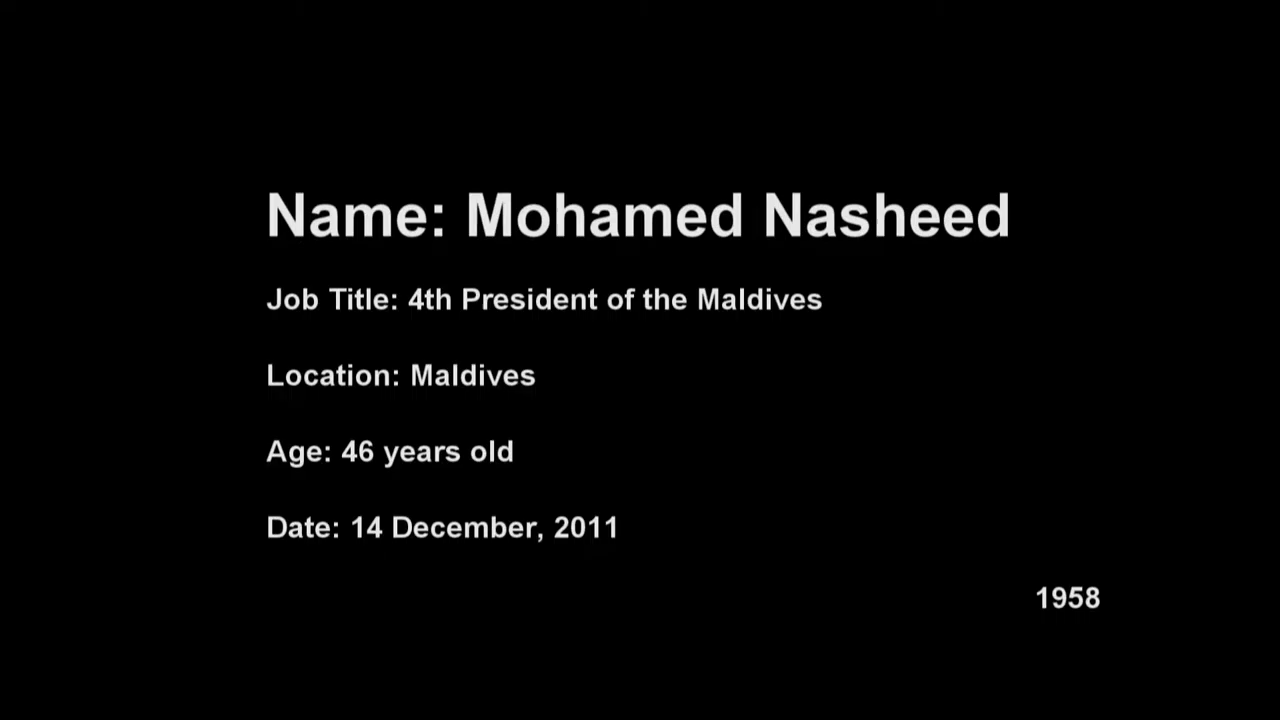 Name: Mohamed Nasheed
Job Title: 4th President of the Maldives
Location: Maldives
Age: 46 years old
Date: 14 December, 2011
1958